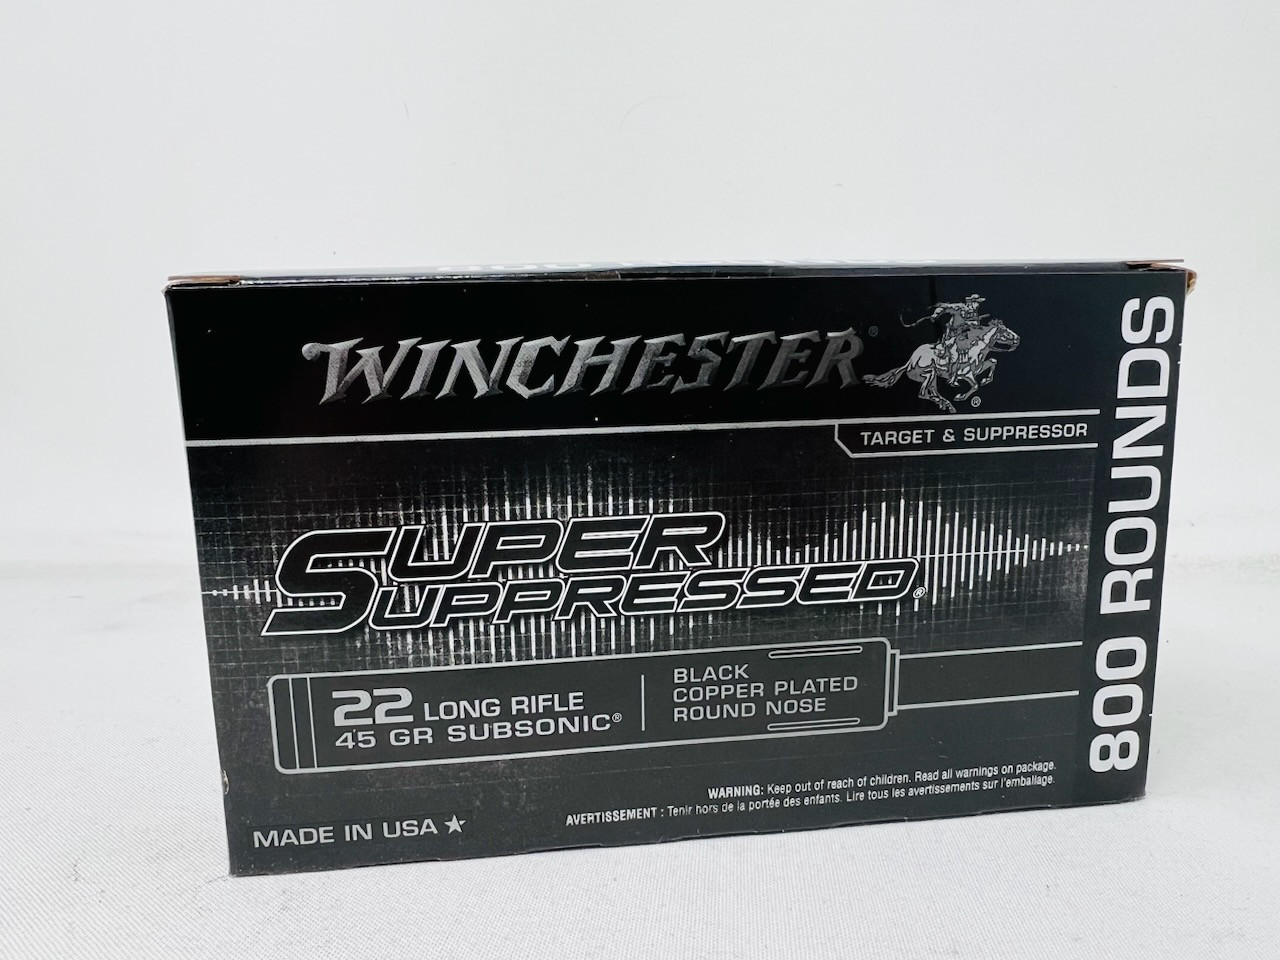 WINCHESTER®
®
TARGET & SUPPRESSOR
SUPER
SUPPRESSED®
22 LONG RIFLE
45 GR SUBSONIC®
BLACK
COPPER PLATED
ROUND NOSE
WARNING: Keep out of reach of children. Read all warnings on package.
AVERTISSEMENT : Tenir hors de la portée des enfants. Lire tous les avertissements sur l'emballage.
MADE IN USA
800 ROUNDS